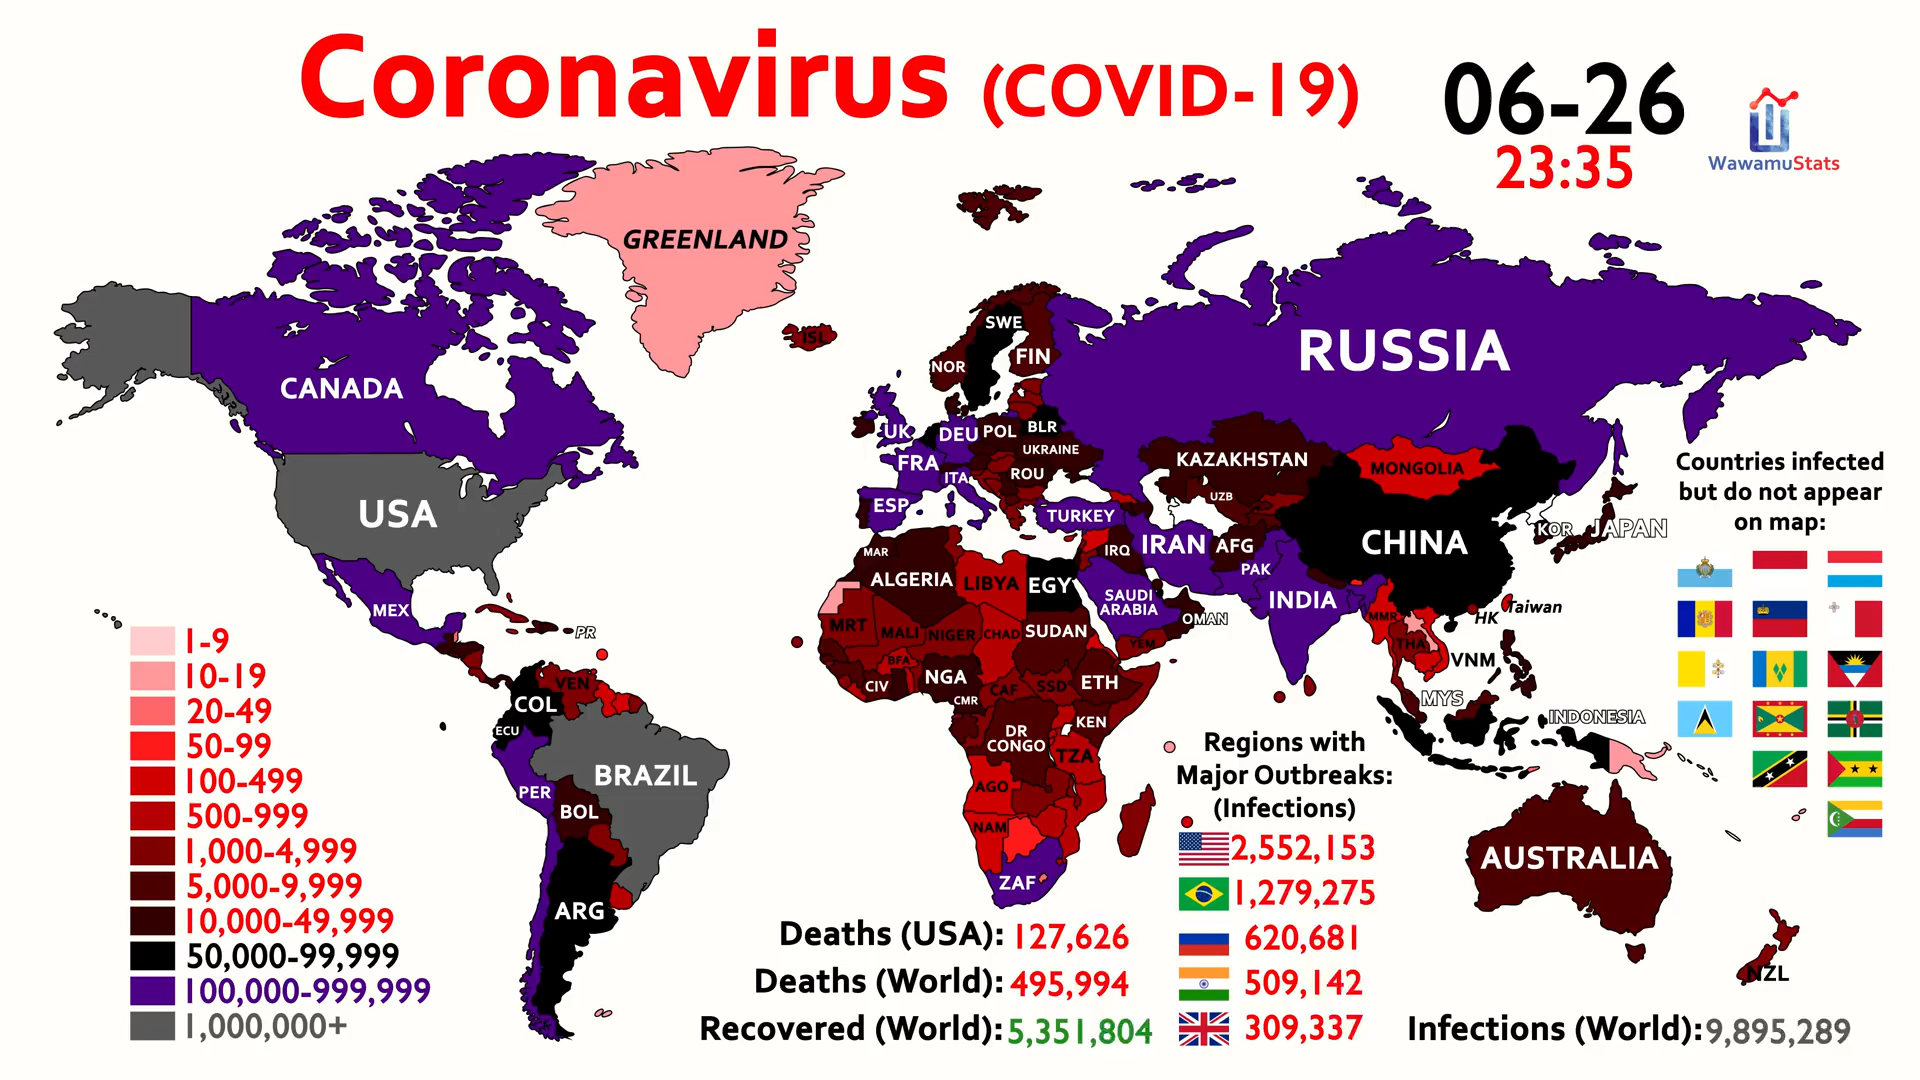 Coronavirus (COVID-19)
06-26
23:35
WawamuStats
GREENLAND
CANADA
USA
MEX
PR
ISL
SWE
NOR
FIN
RUSSIA
UK
DEU
POL
BLR
UKRAINE
FRA
ITA
ROU
ESP
TURKEY
KAZAKHSTAN
UZB
MONGOLIA
CHINA
KOR
JAPAN
IRAN
AFG
IRQ
PAK
INDIA
SAUDI
ARABIA
OMAN
YEM
MAR
ALGERIA
LIBYA
EGY
MRT
MALI
NIGER
CHAD
SUDAN
BFA
CIV
NGA
CMR
CAF
SSD
ETH
KEN
DR
CONGO
TZA
AGO
NAM
ZAF
MMR
THA
VNM
HK
Taiwan
MYS
INDONESIA
AUSTRALIA
NZL
VEN
COL
ECU
PER
BRAZIL
BOL
ARG
Countries infected
but do not appear
on map:
1-9
10-19
20-49
50-99
100-499
500-999
1,000-4,999
5,000-9,999
10,000-49,999
50,000-99,999
100,000-999,999
1,000,000+
Regions with
Major Outbreaks:
(Infections)
2,552,153
1,279,275
620,681
509,142
309,337
Deaths (USA): 127,626
Deaths (World): 495,994
Recovered (World): 5,351,804
Infections (World): 9,895,289